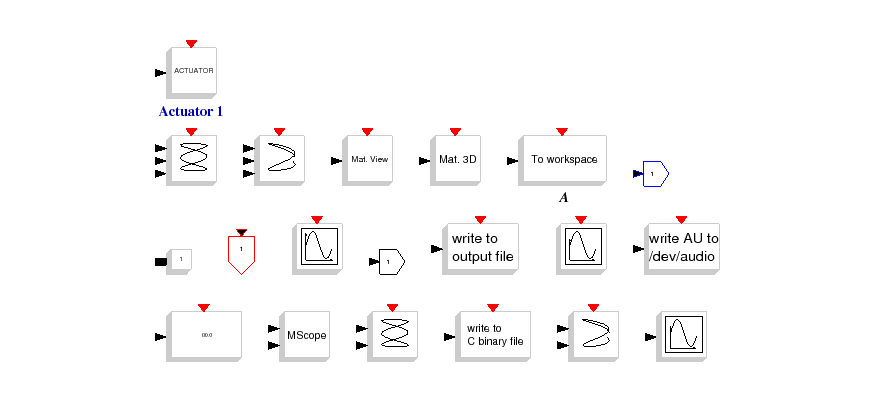 ACTUATOR
Actuator 1
Mat. View
Mat. 3D
To workspace
1
A
1
1
1
write to
output file
write AU to
/dev/audio
00.0
MScope
write to
C binary file